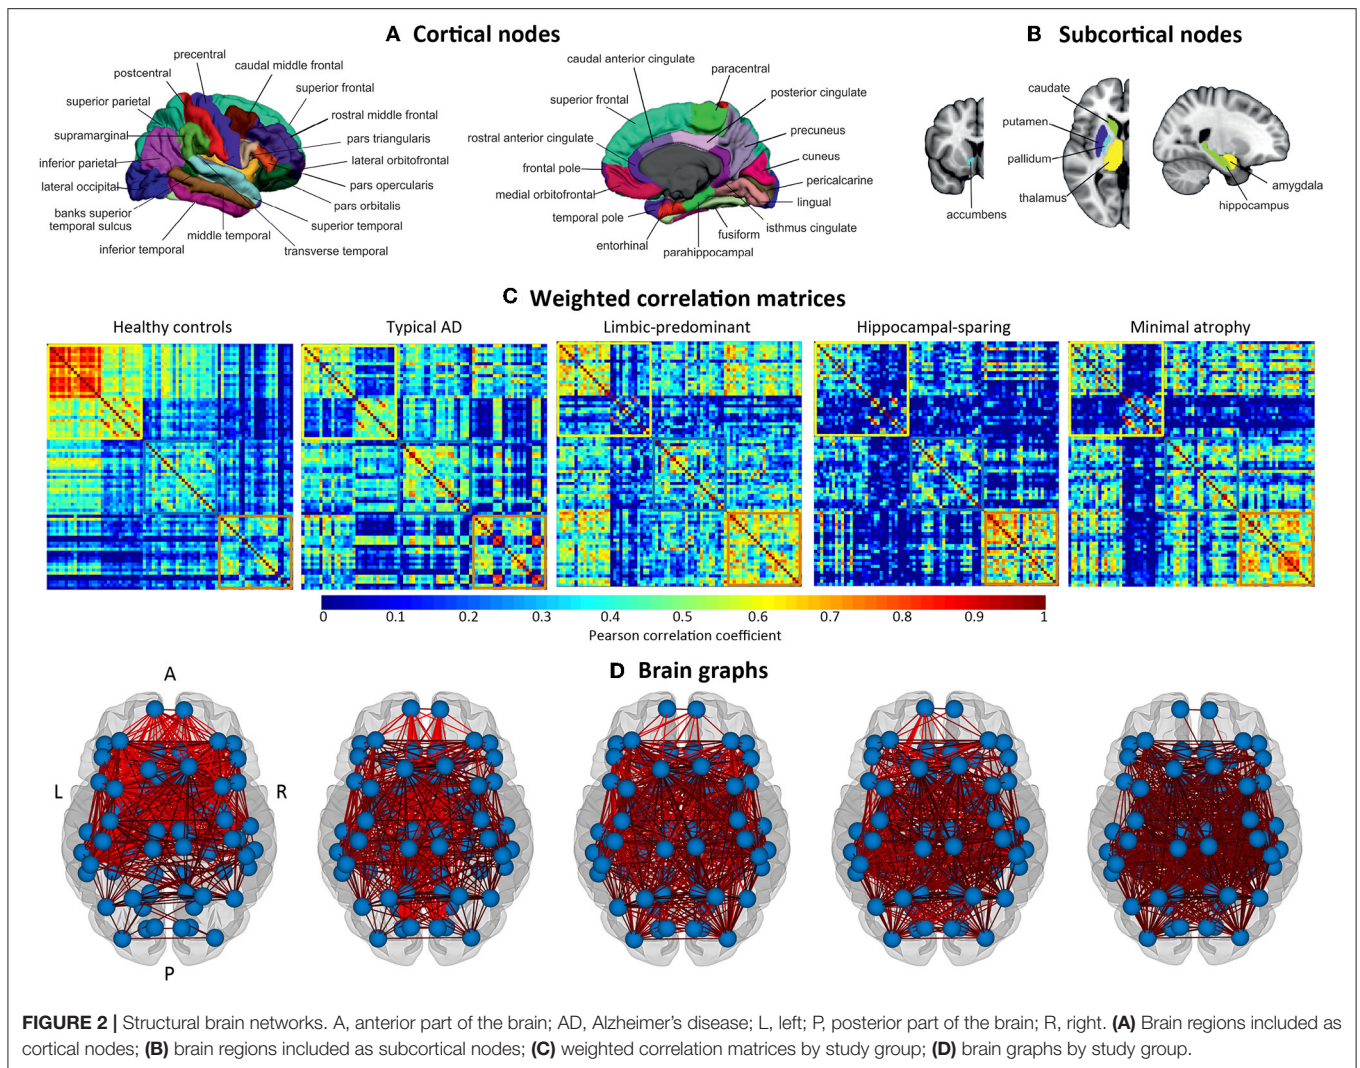 A Cortical nodes
precentral
postcentral
caudal middle frontal
superior parietal
superior frontal
supramarginal
rostral middle frontal
inferior parietal
pars triangularis
lateral occipital
lateral orbitofrontal
banks superior
temporal sulcus
pars opercularis
pars orbitalis
inferior temporal
middle temporal
superior temporal
transverse temporal
caudal anterior cingulate
paracentral
superior frontal
posterior cingulate
rostral anterior cingulate
precuneus
frontal pole
cuneus
medial orbitofrontal
pericalcarine
temporal pole
lingual
entorhinal
isthmus cingulate
fusiform
parahippocampal
B Subcortical nodes
caudate
putamen
pallidum
thalamus
accumbens
amygdala
hippocampus
C Weighted correlation matrices
Healthy controls
Typical AD
Limbic-predominant
Hippocampal-sparing
Minimal atrophy
0 0.1 0.2 0.3 0.4 0.5 0.6 0.7 0.8 0.9 1
Pearson correlation coefficient
D Brain graphs
A
L
R
P
FIGURE 2 | Structural brain networks. A, anterior part of the brain; AD, Alzheimer's disease; L, left; P, posterior part of the brain; R, right. (A) Brain regions included as
cortical nodes; (B) brain regions included as subcortical nodes; (C) weighted correlation matrices by study group; (D) brain graphs by study group.